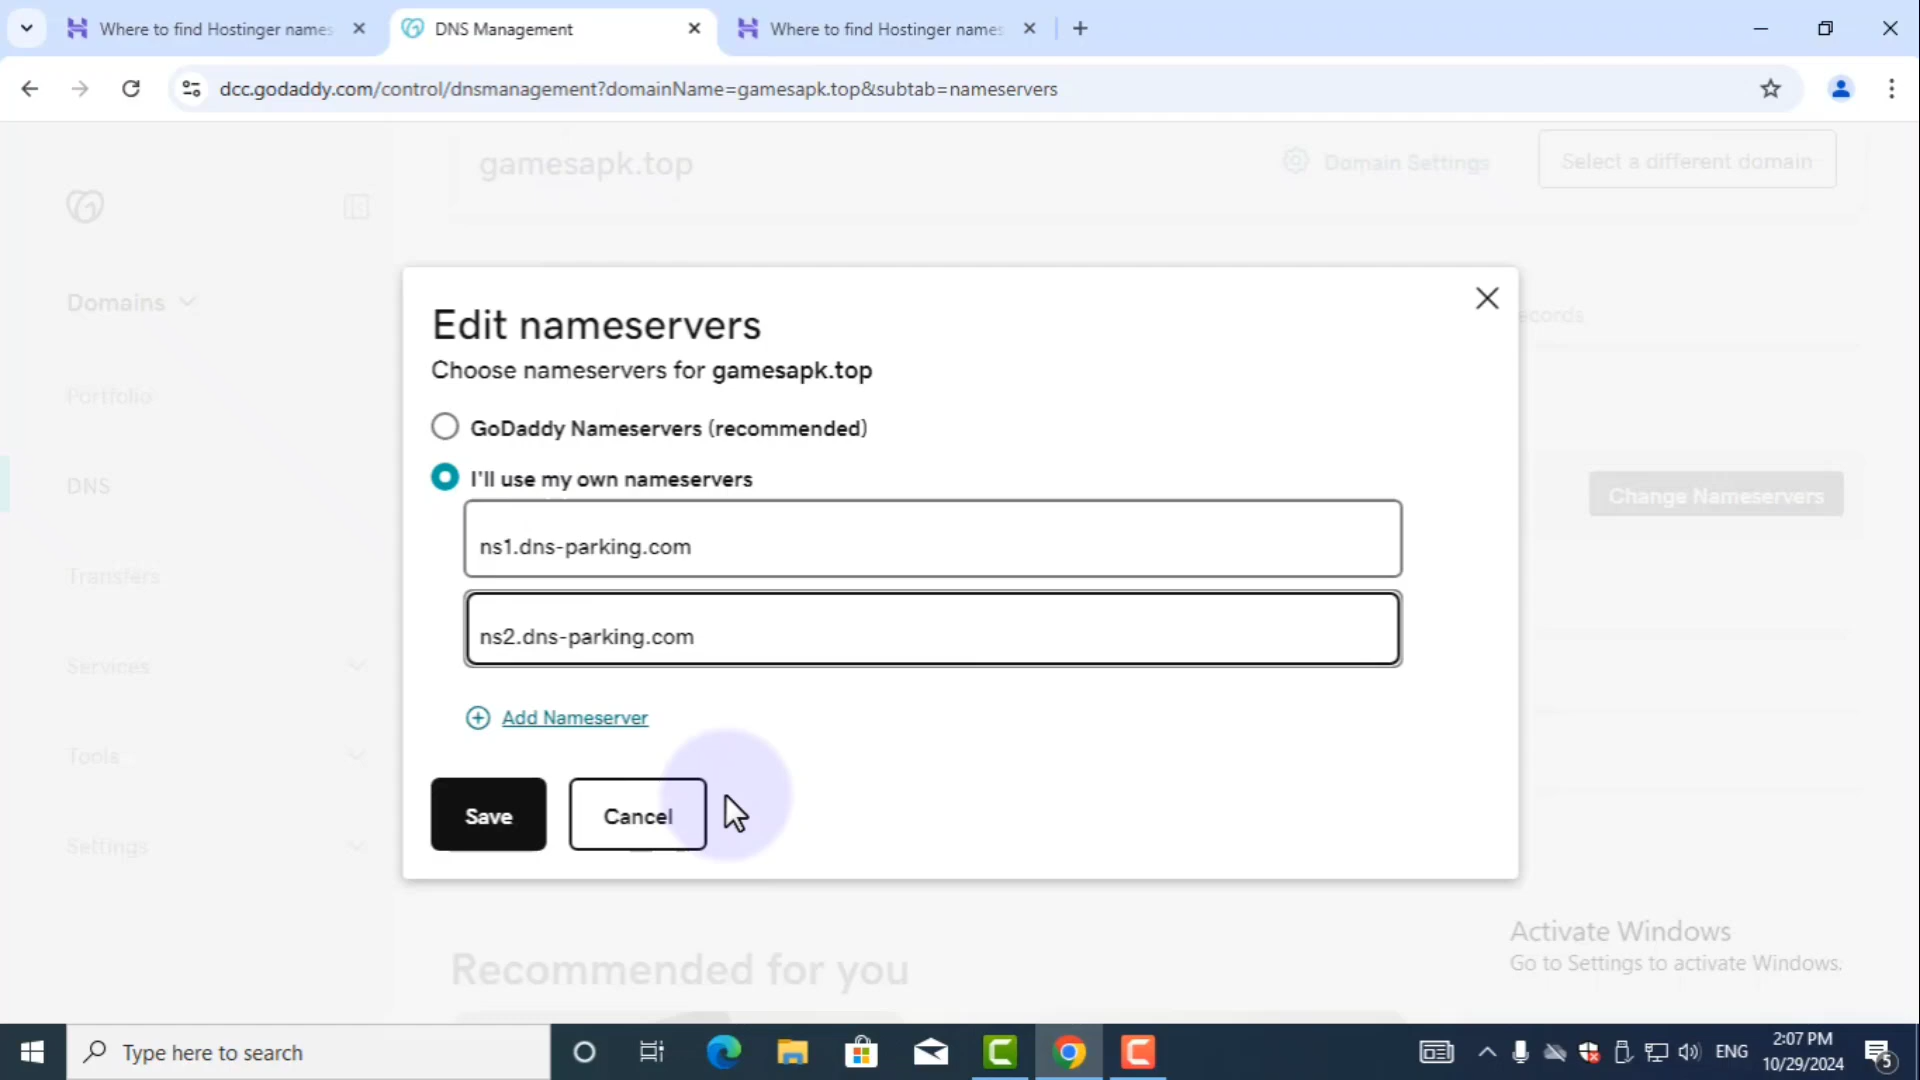 Where to find Hostinger names
DNS Management
Where to find Hostinger names
dcc.godaddy.com/control/dnsmanagement?domainName=gamesapk.top&subtab=nameservers
gamesapk.top
Domain Settings
Select a different domain
Domains
Portfolio
DNS
Transfers
Services
Tools
Settings
ecords
Change Nameservers
Edit nameservers
Choose nameservers for gamesapk.top
GoDaddy Nameservers (recommended)
I'll use my own nameservers
ns1.dns-parking.com
ns2.dns-parking.com
Add Nameserver
Save
Cancel
Recommended for you
Activate Windows
Go to Settings to activate Windows.
Type here to search
ENG
2:07 PM
10/29/2024
5